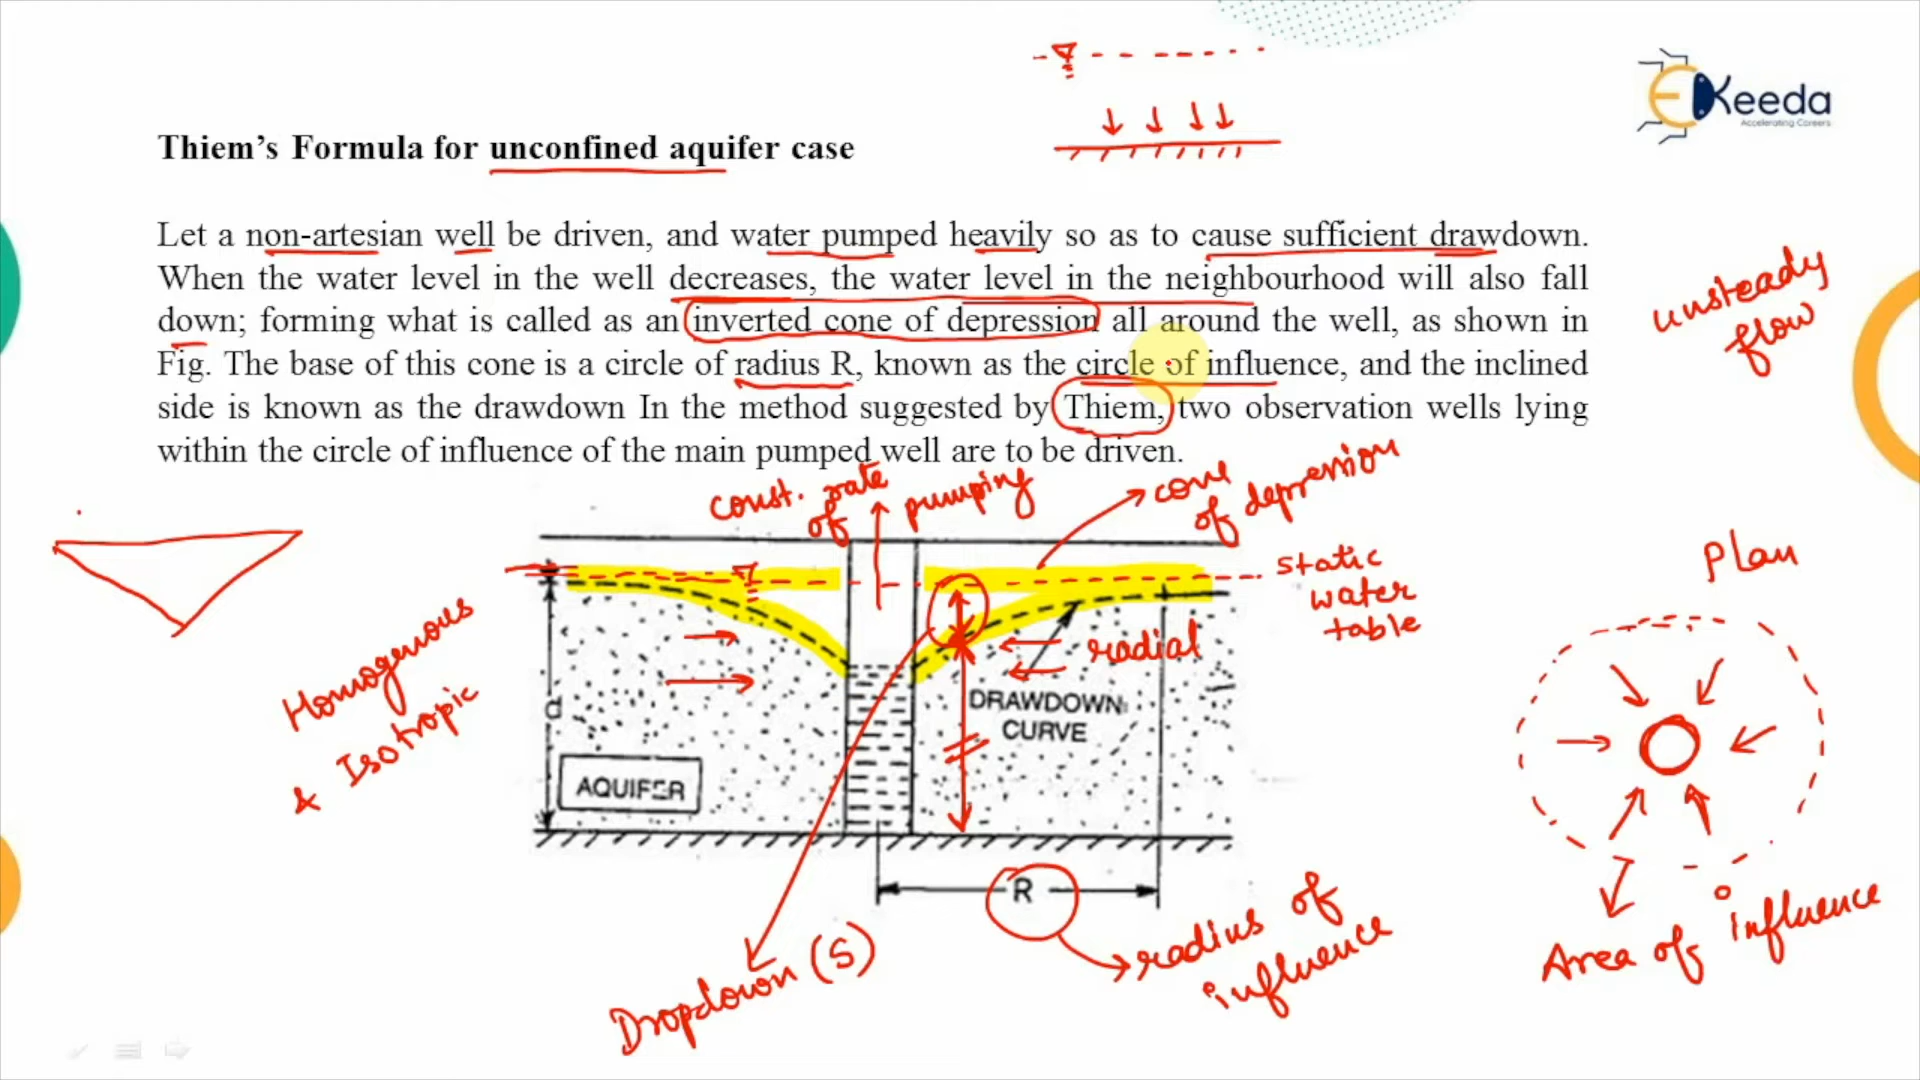 EKeeda
Accelerating Careers
Thiem's Formula for unconfined aquifer case
Let a non-artesian well be driven, and water pumped heavily so as to cause sufficient drawdown.
When the water level in the well decreases, the water level in the neighbourhood will also fall
down; forming what is called as an inverted cone of depression all around the well, as shown in
Fig. The base of this cone is a circle of radius R, known as the circle of influence, and the inclined
side is known as the drawdown In the method suggested by Thiem, two observation wells lying
within the circle of influence of the main pumped well are to be driven.
unsteady
flow
const. rate
of
pumping
cone
of depression
static
water
table
Plan
Homogenous
& Isotropic
radial
d
DRAWDOWN
CURVE
AQUIFER
R
Dropdown (S)
radius of
influence
Area of influence